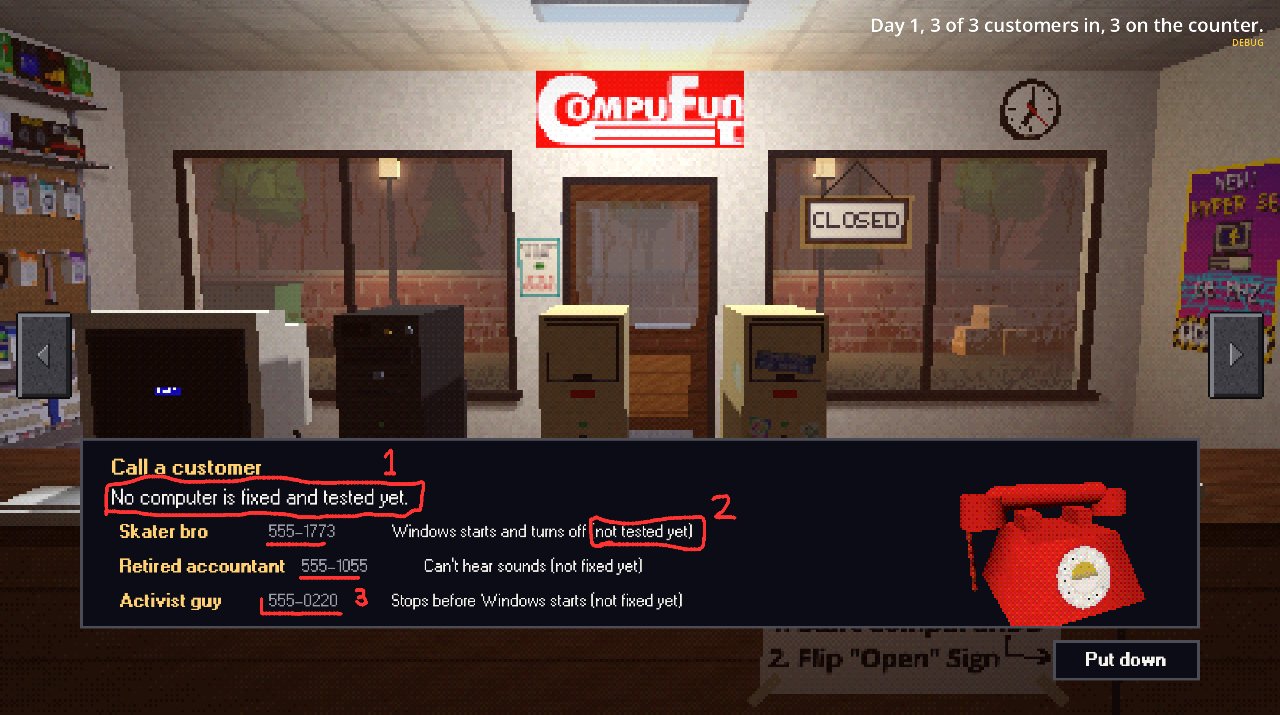 Day 1, 3 of 3 customers in, 3 on the counter.
DEBUG
COMPUFUN
CLOSED
NEW!
HYPER SE
Call a customer
1
No computer is fixed and tested yet.
2
Skater bro 555-1773 Windows starts and turns off (not tested yet)
Retired accountant 555-1055 Can't hear sounds (not fixed yet)
Activist guy 555-0220 3 Stops before Windows starts (not fixed yet)
2. Flip "Open" Sign
Put down